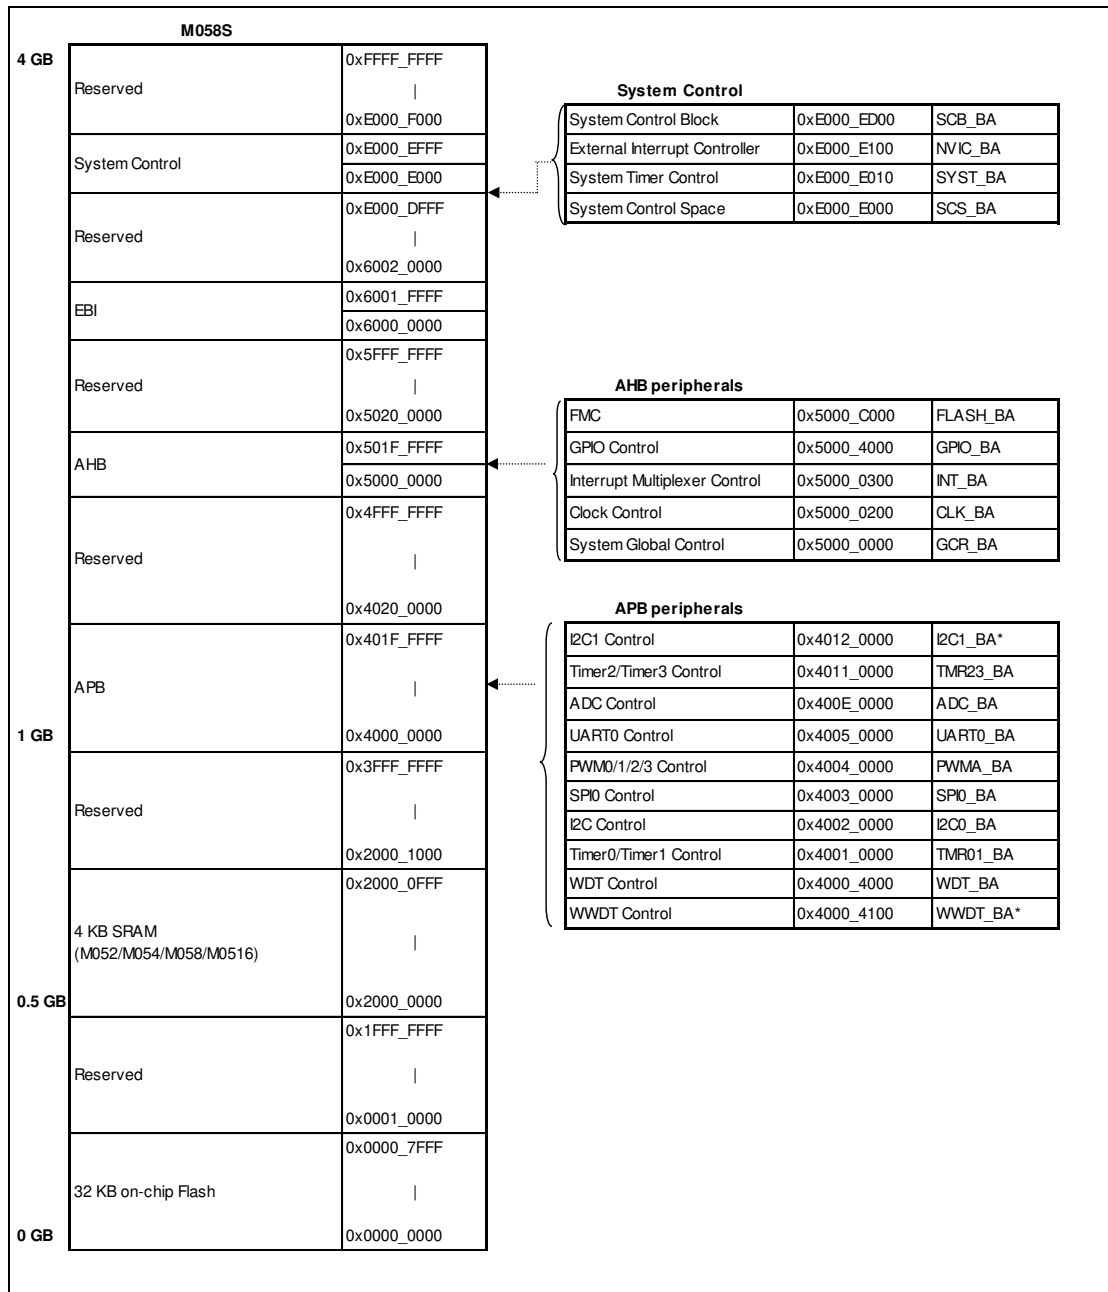 M058S
4 GB
Reserved
0xFFFF_FFFF
|
0xE000_F000
System Control
0xE000_EFFF
0xE000_E000
Reserved
0xE000_DFFF
|
0x6002_0000
EBI
0x6001_FFFF
0x6000_0000
Reserved
0x5FFF_FFFF
|
0x5020_0000
AHB
0x501F_FFFF
0x5000_0000
Reserved
0x4FFF_FFFF
|
0x4020_0000
APB
0x401F_FFFF
|
1 GB
0x4000_0000
Reserved
0x3FFF_FFFF
|
0x2000_1000
4 KB SRAM
(M052/M054/M058/M0516)
0x2000_0FFF
|
0.5 GB
0x2000_0000
Reserved
0x1FFF_FFFF
|
0x0001_0000
32 KB on-chip Flash
0x0000_7FFF
|
0 GB
0x0000_0000
System Control
System Control Block 0xE000_ED00 SCB_BA
External Interrupt Controller 0xE000_E100 NVIC_BA
System Timer Control 0xE000_E010 SYST_BA
System Control Space 0xE000_E000 SCS_BA
AHB peripherals
FMC 0x5000_C000 FLASH_BA
GPIO Control 0x5000_4000 GPIO_BA
Interrupt Multiplexer Control 0x5000_0300 INT_BA
Clock Control 0x5000_0200 CLK_BA
System Global Control 0x5000_0000 GCR_BA
APB peripherals
I2C1 Control 0x4012_0000 I2C1_BA*
Timer2/Timer3 Control 0x4011_0000 TMR23_BA
ADC Control 0x400E_0000 ADC_BA
UART0 Control 0x4005_0000 UART0_BA
PWM0/1/2/3 Control 0x4004_0000 PWMA_BA
SPI0 Control 0x4003_0000 SPI0_BA
I2C Control 0x4002_0000 I2C0_BA
Timer0/Timer1 Control 0x4001_0000 TMR01_BA
WDT Control 0x4000_4000 WDT_BA
WWDT Control 0x4000_4100 WWDT_BA*